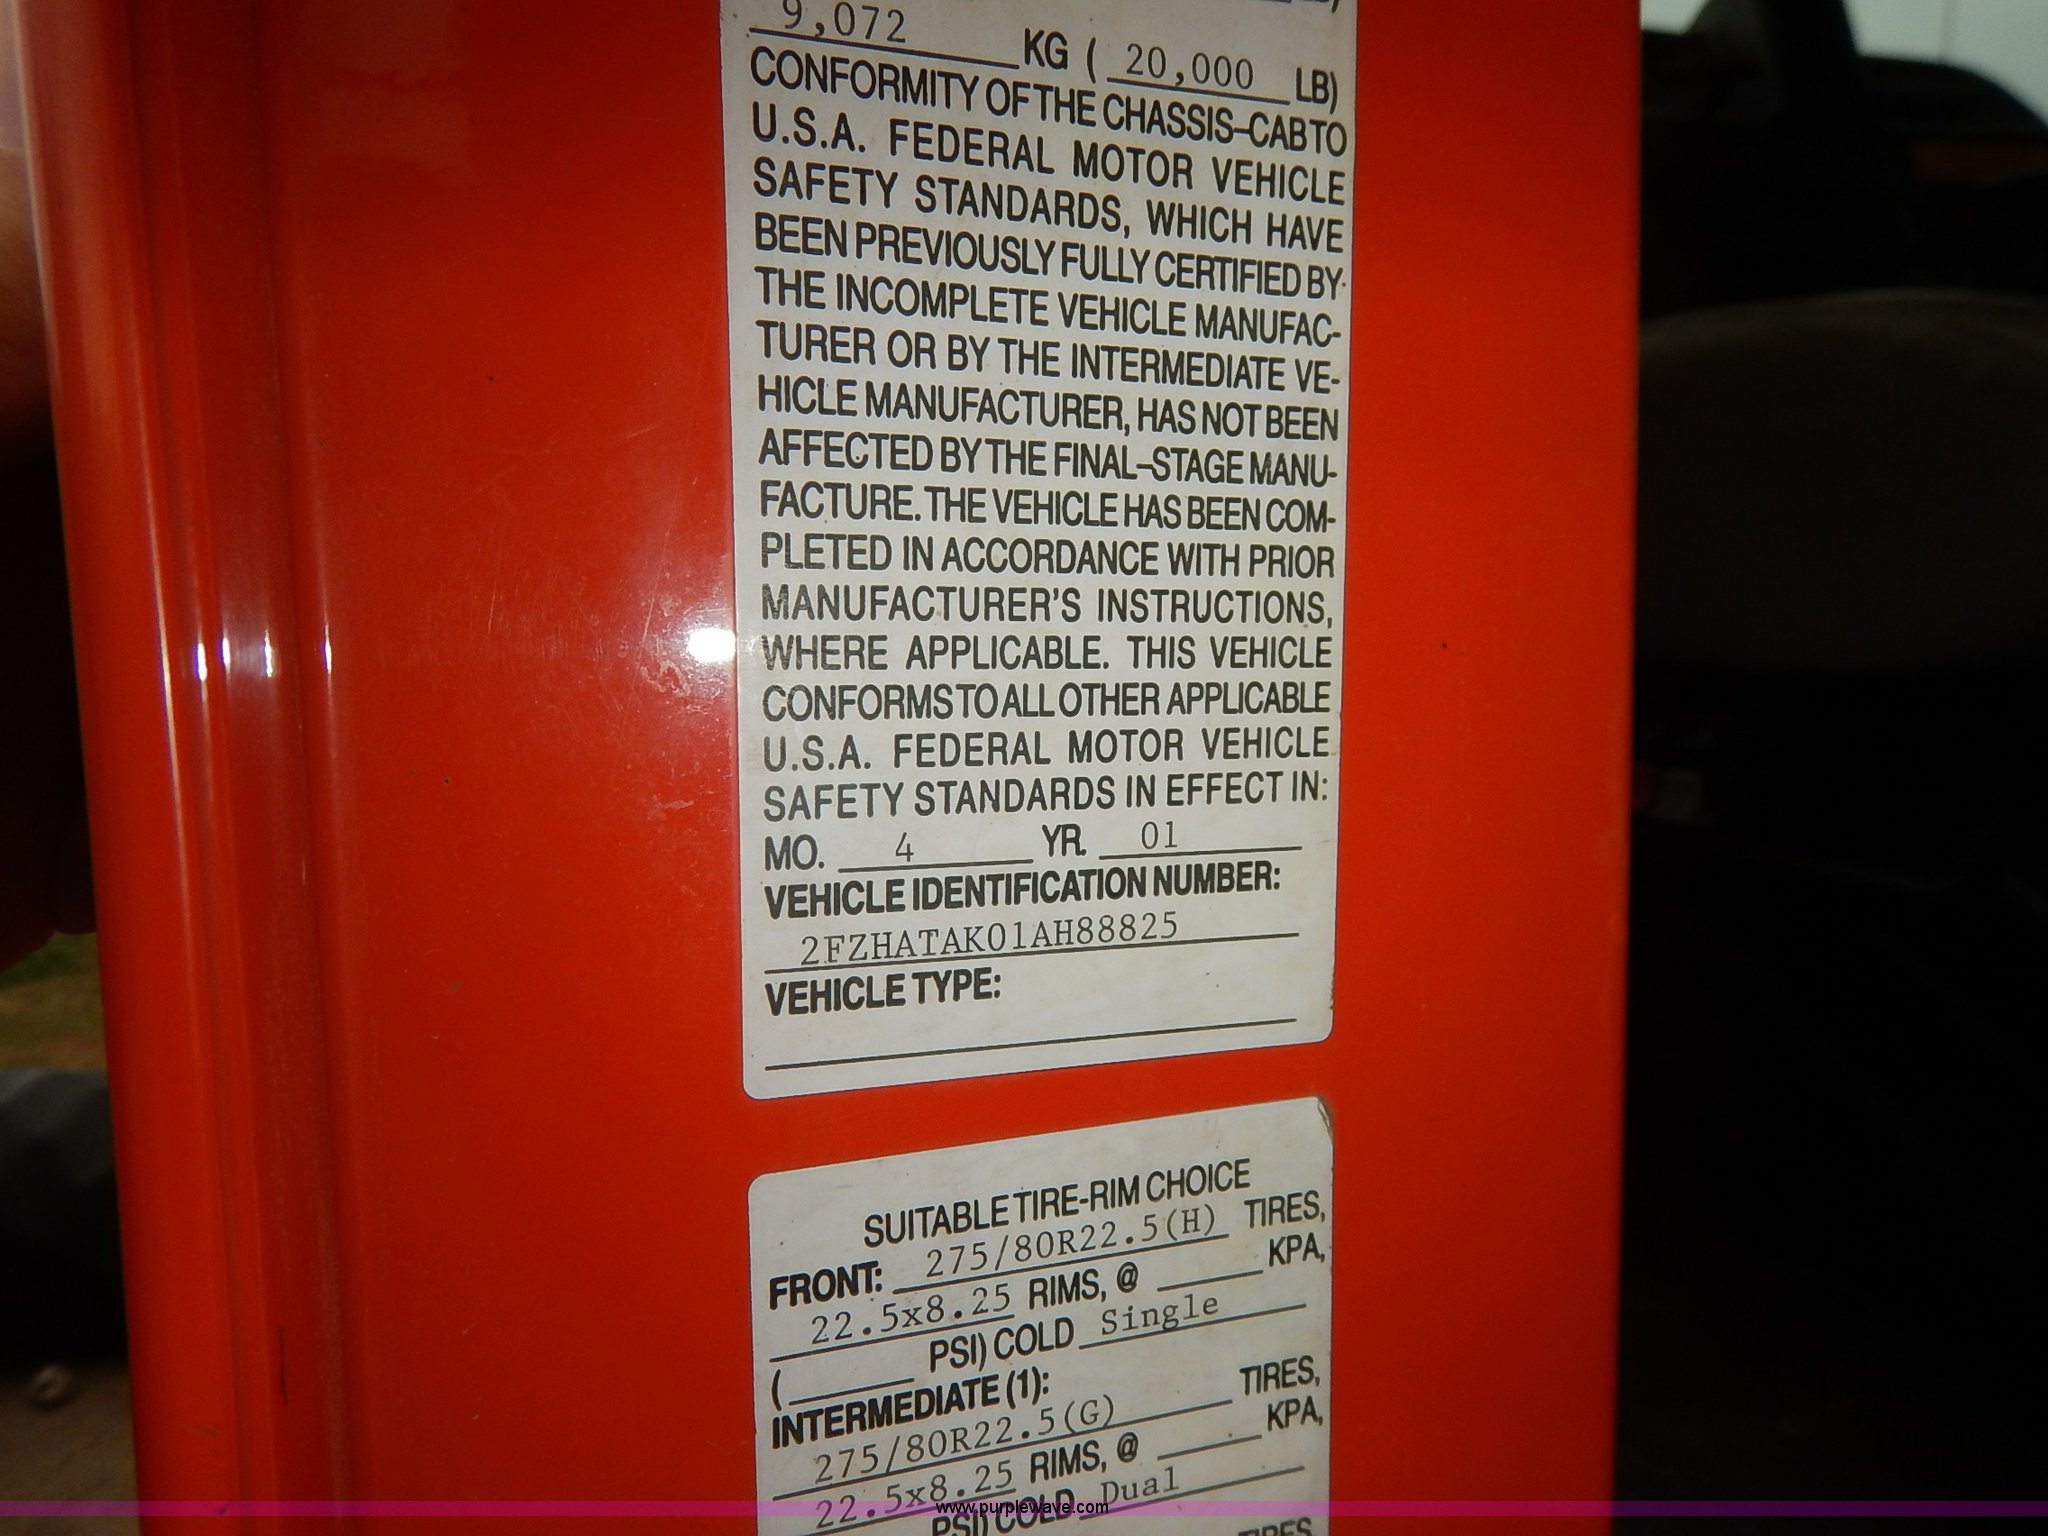 9,072 KG ( 20,000 LB)
CONFORMITY OF THE CHASSIS-CAB TO
U.S.A. FEDERAL MOTOR VEHICLE
SAFETY STANDARDS, WHICH HAVE
BEEN PREVIOUSLY FULLY CERTIFIED BY
THE INCOMPLETE VEHICLE MANUFAC-
TURER OR BY THE INTERMEDIATE VE-
HICLE MANUFACTURER, HAS NOT BEEN
AFFECTED BY THE FINAL-STAGE MANU-
FACTURE. THE VEHICLE HAS BEEN COM-
PLETED IN ACCORDANCE WITH PRIOR
MANUFACTURER'S INSTRUCTIONS,
WHERE APPLICABLE. THIS VEHICLE
CONFORMS TO ALL OTHER APPLICABLE
U.S.A. FEDERAL MOTOR VEHICLE
SAFETY STANDARDS IN EFFECT IN:
MO. 4 YR. 01
VEHICLE IDENTIFICATION NUMBER:
2FZHATAK01AH88825
VEHICLE TYPE:
SUITABLE TIRE-RIM CHOICE
FRONT: 275/80R22.5(H) TIRES,
22.5x8.25 RIMS, @ KPA,
( PSI) COLD Single
INTERMEDIATE (1):
275/80R22.5(G) TIRES,
22.5x8.25 RIMS, @ KPA,
PSI) COLD Dual
TIRES
www.purplewave.com